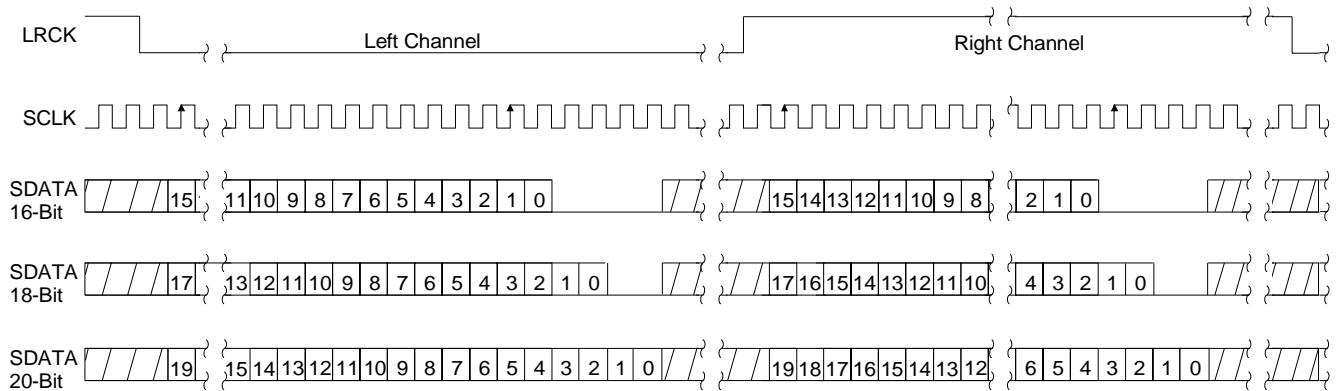 LRCK
Left Channel
Right Channel
SCLK
SDATA
16-Bit
15 11 10 9 8 7 6 5 4 3 2 1 0 15 14 13 12 11 10 9 8 2 1 0
SDATA
18-Bit
17 13 12 11 10 9 8 7 6 5 4 3 2 1 0 17 16 15 14 13 12 11 10 4 3 2 1 0
SDATA
20-Bit
19 15 14 13 12 11 10 9 8 7 6 5 4 3 2 1 0 19 18 17 16 15 14 13 12 6 5 4 3 2 1 0